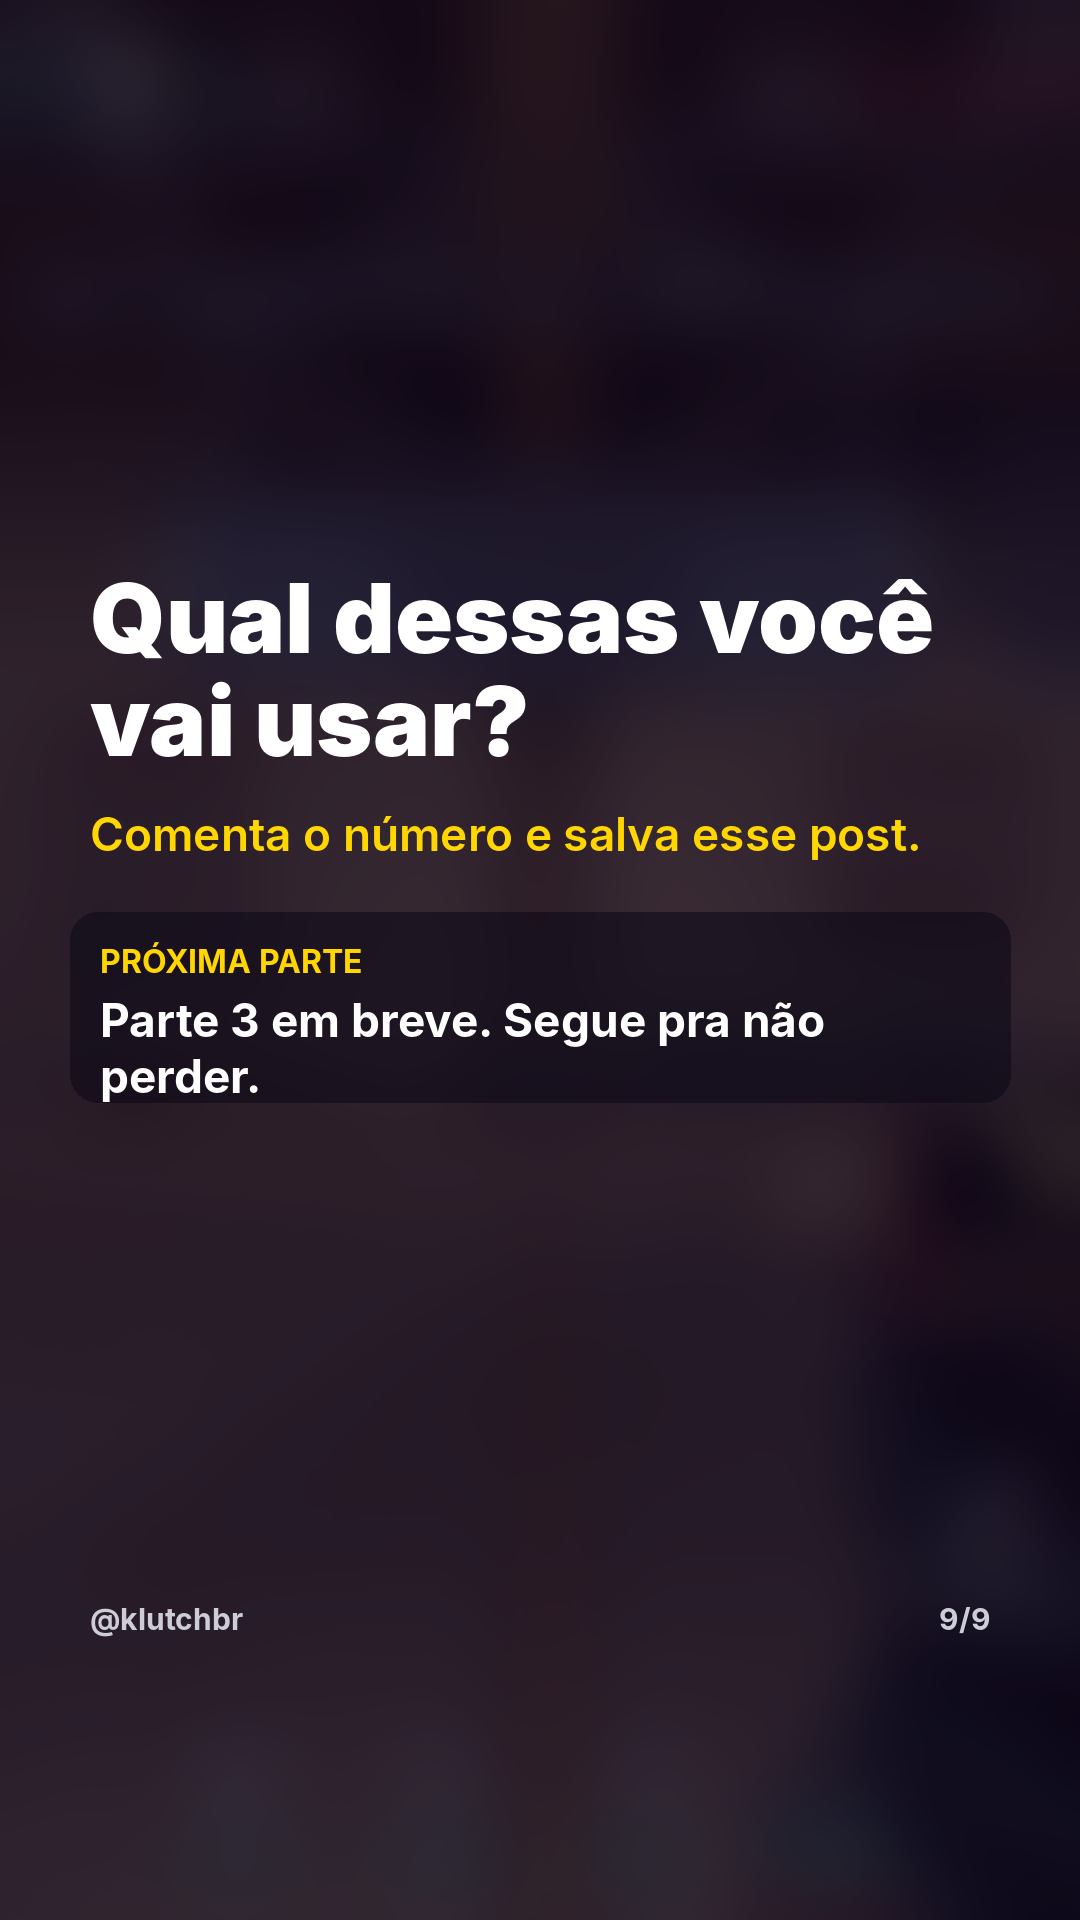 Qual dessas você
vai usar?
Comenta o número e salva esse post.
PRÓXIMA PARTE
Parte 3 em breve. Segue pra não
perder.
@klutchbr
9/9